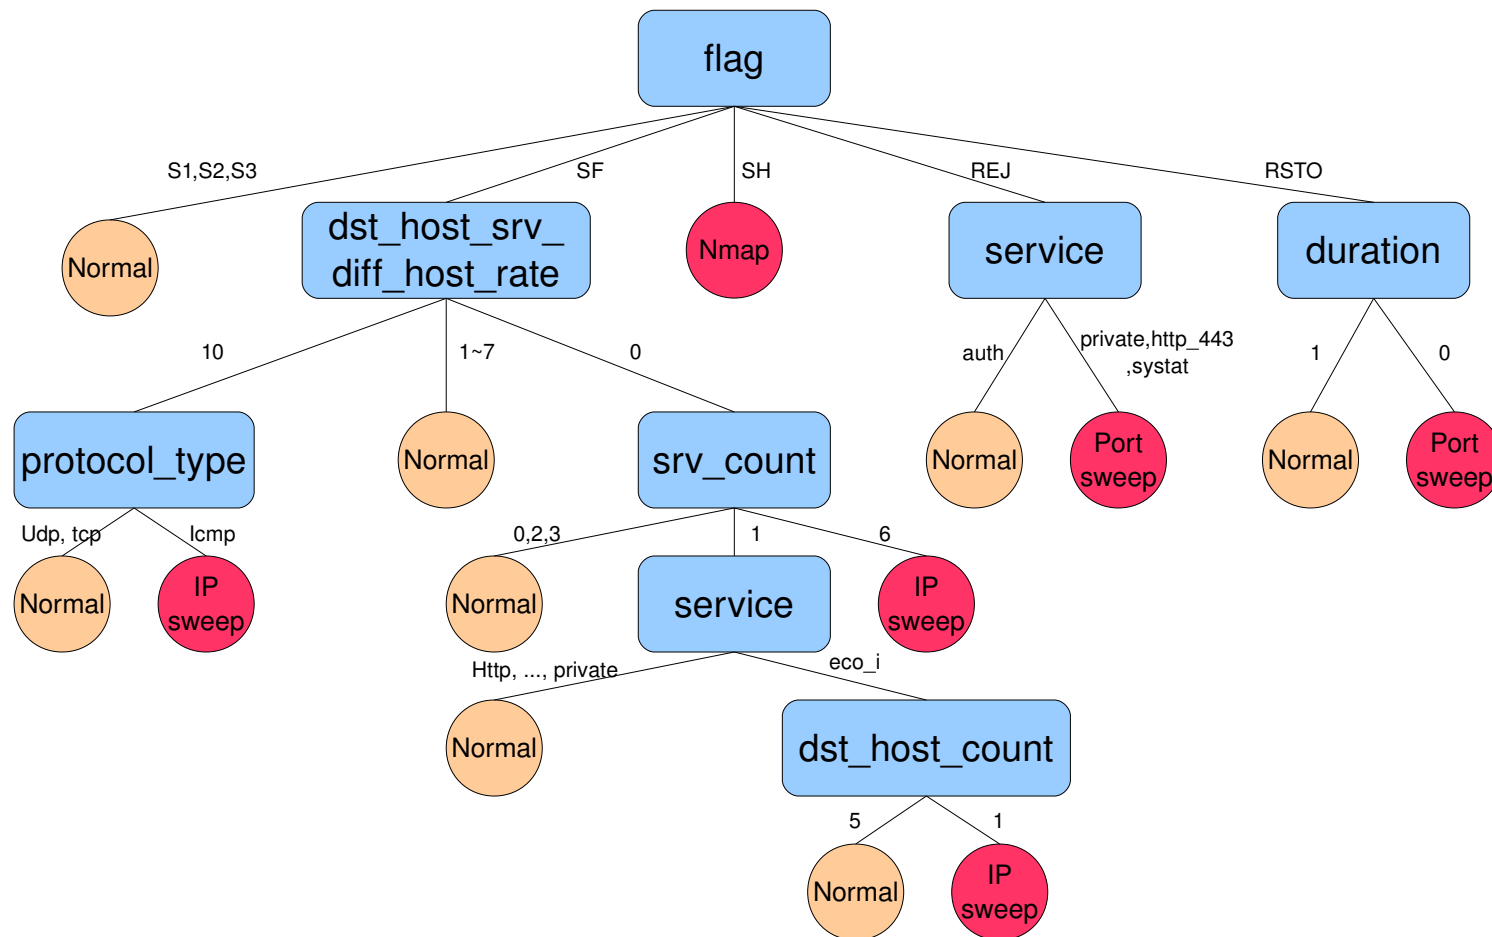 flag
S1,S2,S3
SF
SH
REJ
RSTO
Normal
dst_host_srv_
diff_host_rate
Nmap
service
duration
10
1~7
0
auth
private,http_443
,systat
1
0
protocol_type
Normal
srv_count
Normal
Port
sweep
Normal
Port
sweep
Udp, tcp
Icmp
0,2,3
1
6
Normal
IP
sweep
Normal
service
IP
sweep
Http, ..., private
eco_i
Normal
dst_host_count
5
1
Normal
IP
sweep